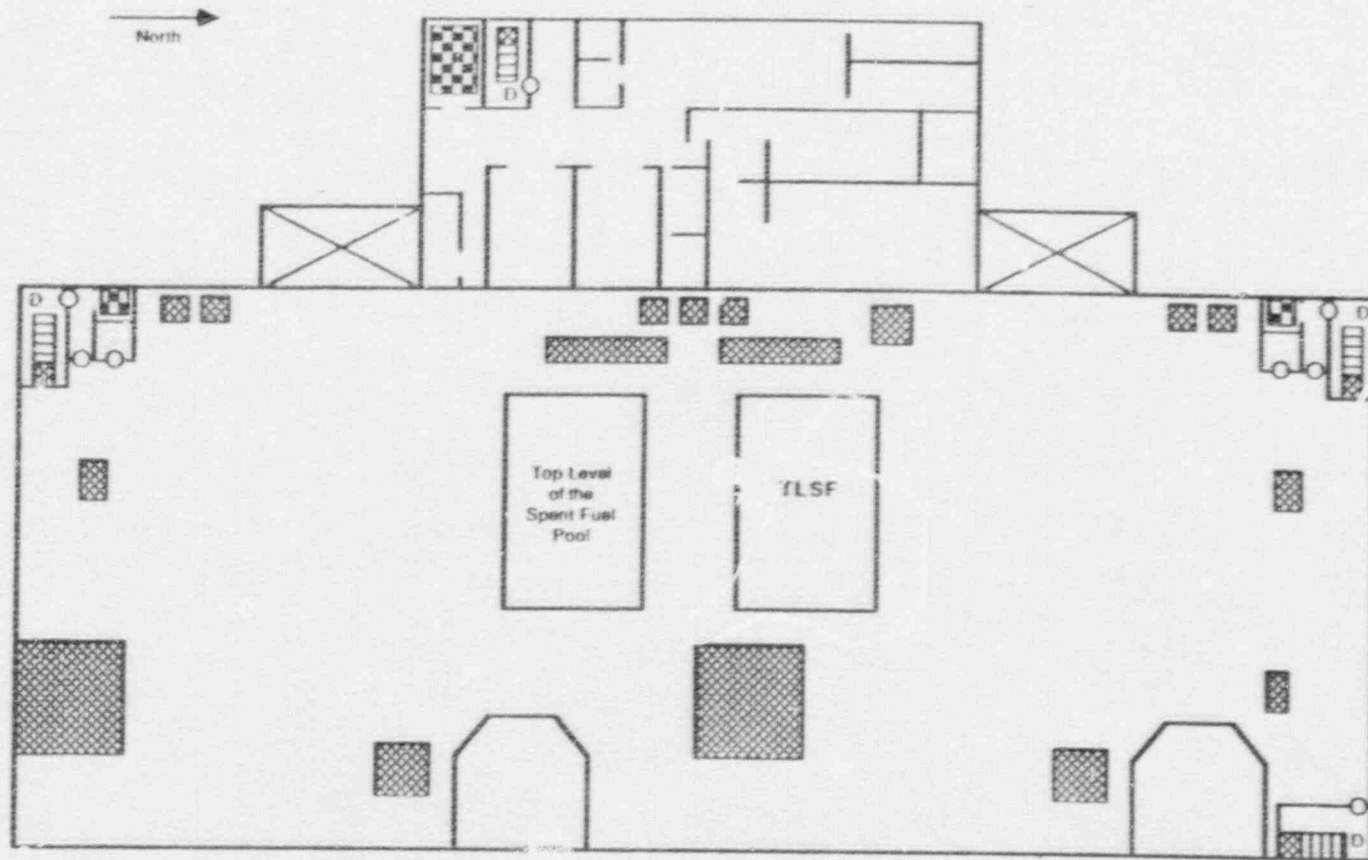 North
D
D
D
Top Level
of the
Spent Fuel
Pool
TLSF
D